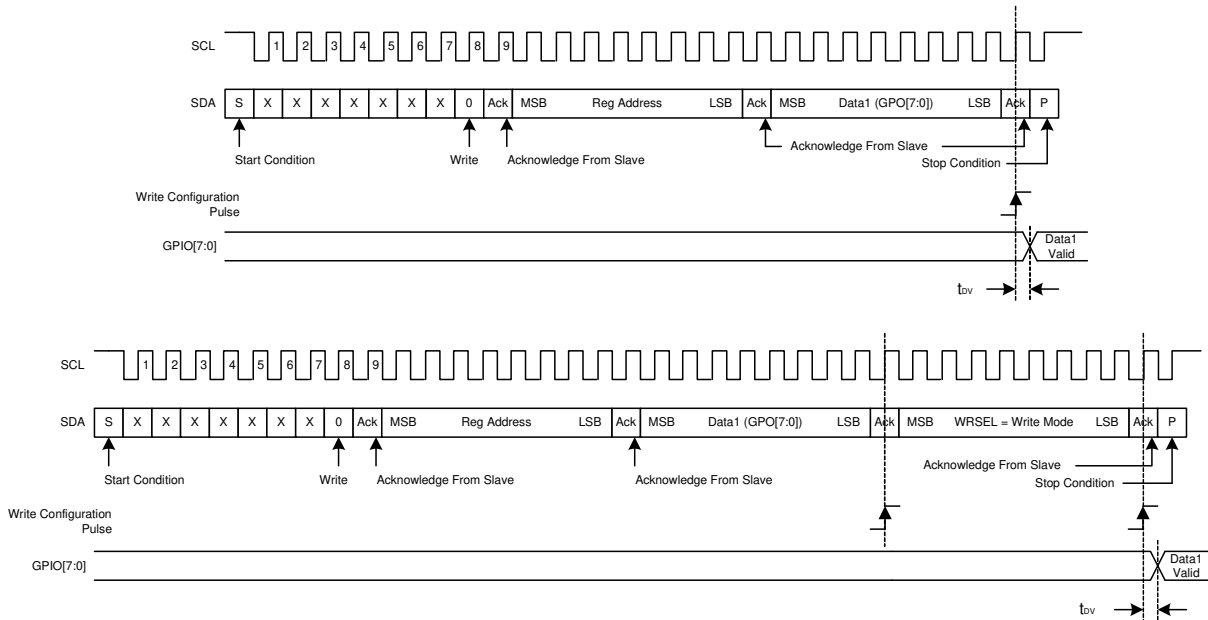 SCL 1 2 3 4 5 6 7 8 9
SDA S X X X X X X X 0 Ack MSB Reg Address LSB Ack MSB Data1 (GPO[7:0]) LSB Ack P
Start Condition Write Acknowledge From Slave Acknowledge From Slave
Stop Condition
Write Configuration
Pulse
GPIO[7:0] Data1
Valid
tDV
SCL 1 2 3 4 5 6 7 8 9
SDA S X X X X X X X 0 Ack MSB Reg Address LSB Ack MSB Data1 (GPO[7:0]) LSB Ack MSB WRSEL = Write Mode LSB Ack P
Acknowledge From Slave
Start Condition Write Acknowledge From Slave Acknowledge From Slave Stop Condition
Write Configuration
Pulse
GPIO[7:0] Data1
Valid
tDV